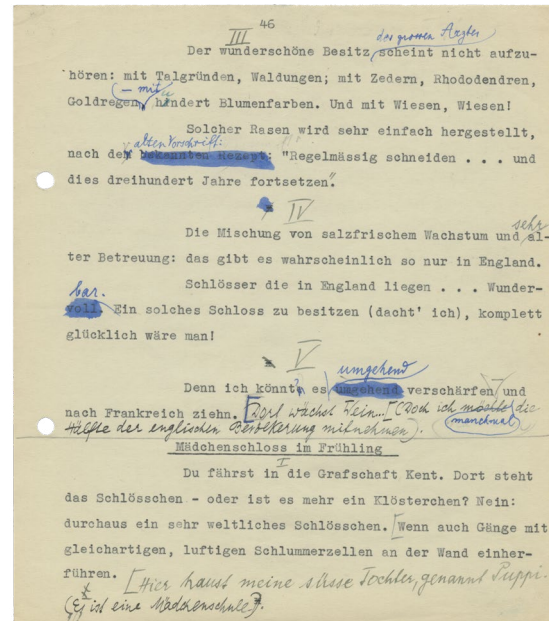 46
III
des grossen Arztes
Der wunderschöne Besitz scheint nicht aufzu-
hören: mit Talgründen, Waldungen; mit Zedern, Rhododendren,
– mit
Goldregen, hundert Blumenfarben. Und mit Wiesen, Wiesen!
Solcher Rasen wird sehr einfach hergestellt,
alten Vorschrift:
nach der bekannten Rezept: "Regelmässig schneiden . . . und
dies dreihundert Jahre fortsetzen".
IV
sehr
Die Mischung von salzfrischem Wachstum und al-
ter Betreuung: das gibt es wahrscheinlich so nur in England.
Schlösser die in England liegen . . . Wunder-
bar.
voll. Ein solches Schloss zu besitzen (dacht' ich), komplett
glücklich wäre man!
V
umgehend
Denn ich könnt' es umgehend verschärfen und
nach Frankreich ziehn. [Dort wächst Wein... [(Doch ich möchte die
manchmal
Hälfte der englischen Bevölkerung mitnehmen).
Mädchenschloss im Frühling
I
Du fährst in die Grafschaft Kent. Dort steht
das Schlösschen - oder ist es mehr ein Klösterchen? Nein:
durchaus ein sehr weltliches Schlösschen. [Wenn auch Gänge mit
gleichartigen, luftigen Schlummerzellen an der Wand einher-
führen. [Hier haust meine süsse Tochter, genannt Puppi.
(Es ist eine Mädchenschule).